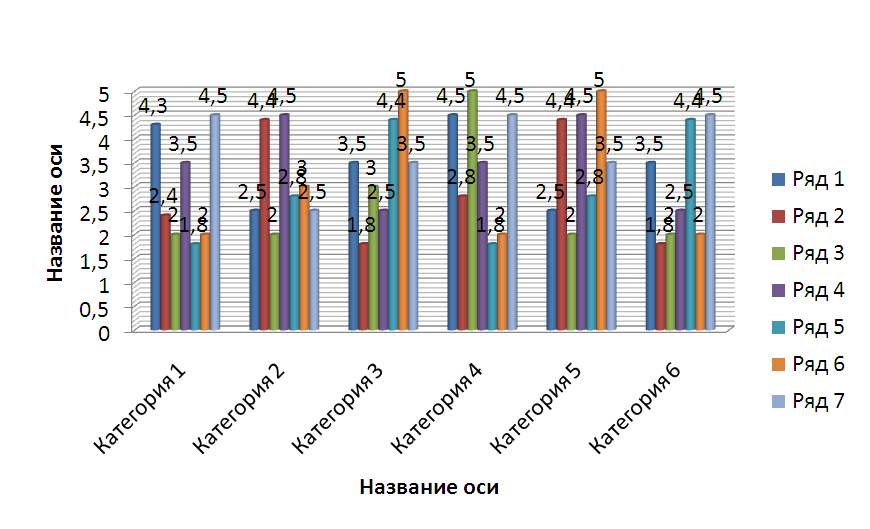 Название оси
5
4,5
4
3,5
3
2,5
2
1,5
1
0,5
0
4,3 2,4 2 3,5 1,8 2 4,5
2,5 4,4 2 4,5 2,8 3 2,5
3,5 1,8 3 2,5 4,4 5 3,5
4,5 2,8 5 3,5 1,8 2 4,5
2,5 4,4 2 4,5 2,8 5 3,5
3,5 1,8 2 2,5 4,4 2 4,5
Категория 1
Категория 2
Категория 3
Категория 4
Категория 5
Категория 6
Название оси
Ряд 1
Ряд 2
Ряд 3
Ряд 4
Ряд 5
Ряд 6
Ряд 7